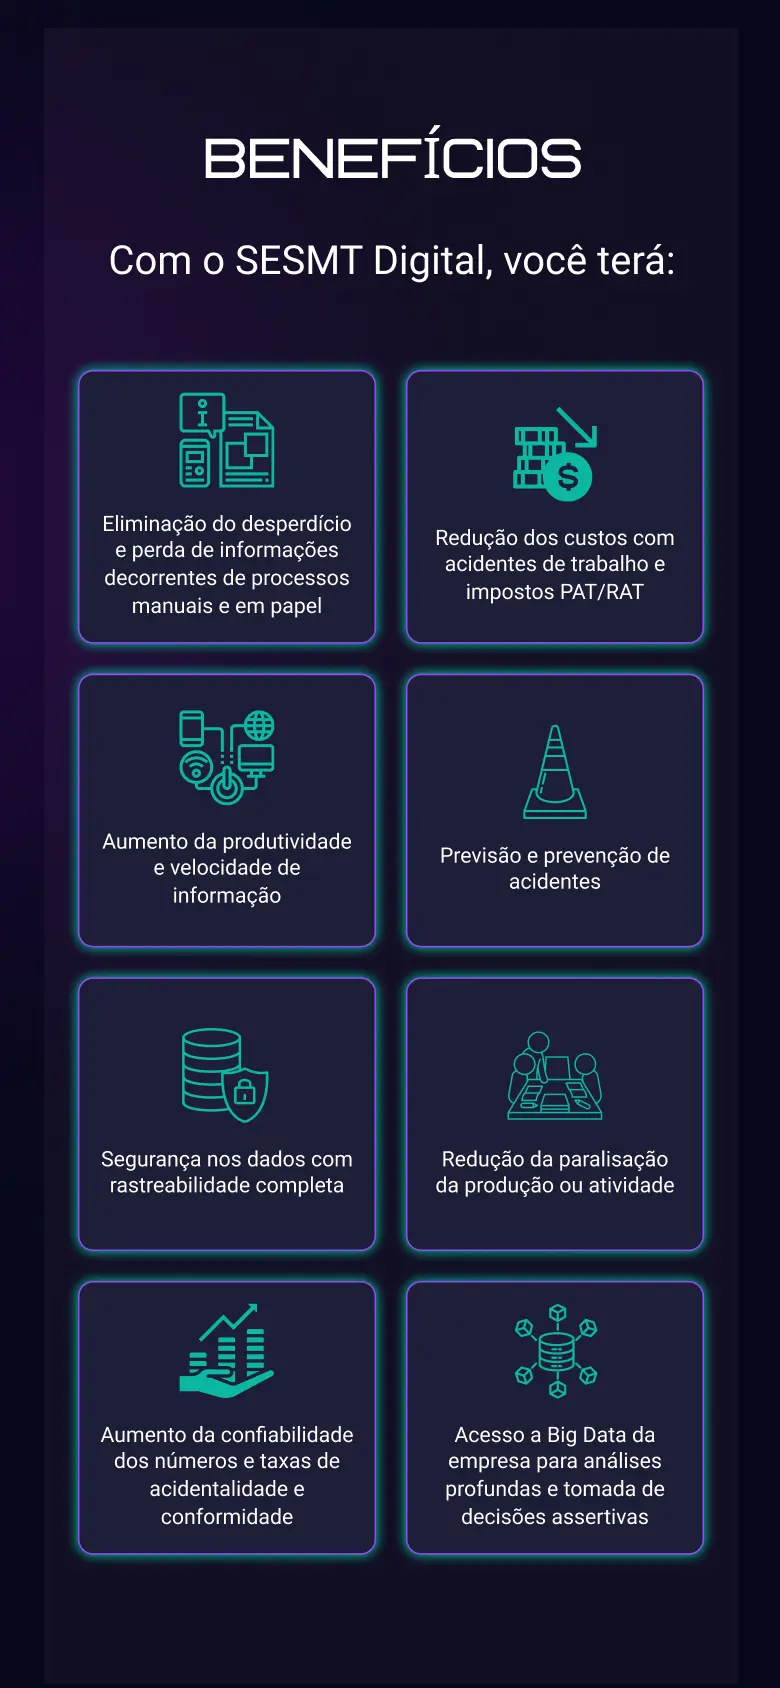 BENEFÍCIOS
Com o SESMT Digital, você terá:
Eliminação do desperdício
e perda de informações
decorrentes de processos
manuais e em papel
Redução dos custos com
acidentes de trabalho e
impostos PAT/RAT
Aumento da produtividade
e velocidade de
informação
Previsão e prevenção de
acidentes
Segurança nos dados com
rastreabilidade completa
Redução da paralisação
da produção ou atividade
Aumento da confiabilidade
dos números e taxas de
acidentalidade e
conformidade
Acesso a Big Data da
empresa para análises
profundas e tomada de
decisões assertivas